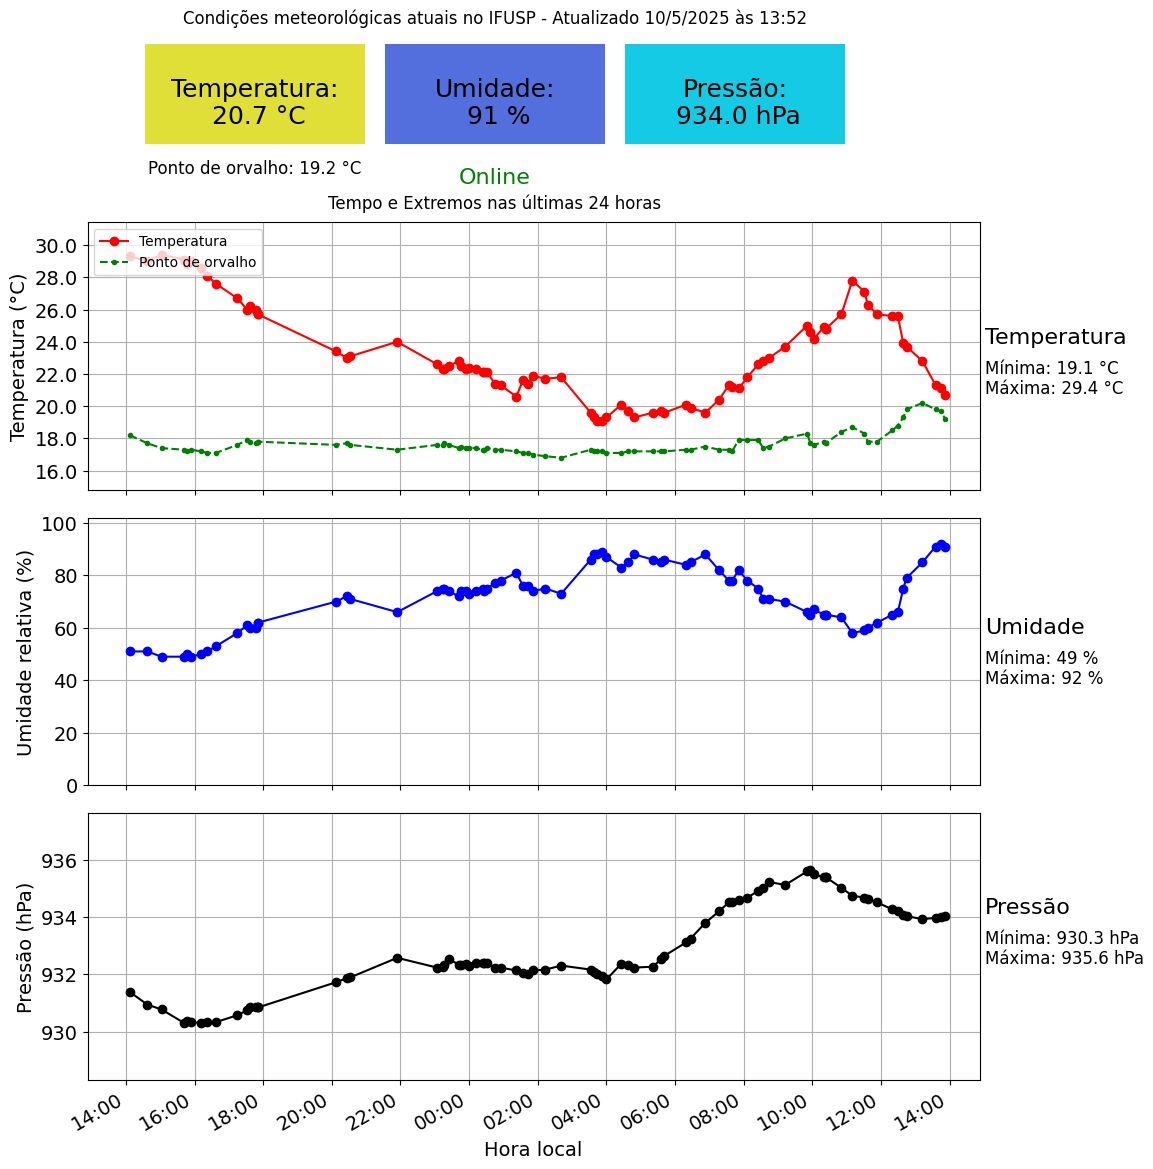 Condições meteorológicas atuais no IFUSP - Atualizado 10/5/2025 às 13:52
Temperatura:
20.7 °C
Umidade:
91 %
Pressão:
934.0 hPa
Ponto de orvalho: 19.2 °C
Online
Tempo e Extremos nas últimas 24 horas
Temperatura (°C)
30.0
28.0
26.0
24.0
22.0
20.0
18.0
16.0
Temperatura
Ponto de orvalho
Temperatura
Mínima: 19.1 °C
Máxima: 29.4 °C
Umidade relativa (%)
100
80
60
40
20
0
Umidade
Mínima: 49 %
Máxima: 92 %
Pressão (hPa)
936
934
932
930
Pressão
Mínima: 930.3 hPa
Máxima: 935.6 hPa
14:00 16:00 18:00 20:00 22:00 00:00 02:00 04:00 06:00 08:00 10:00 12:00 14:00
Hora local